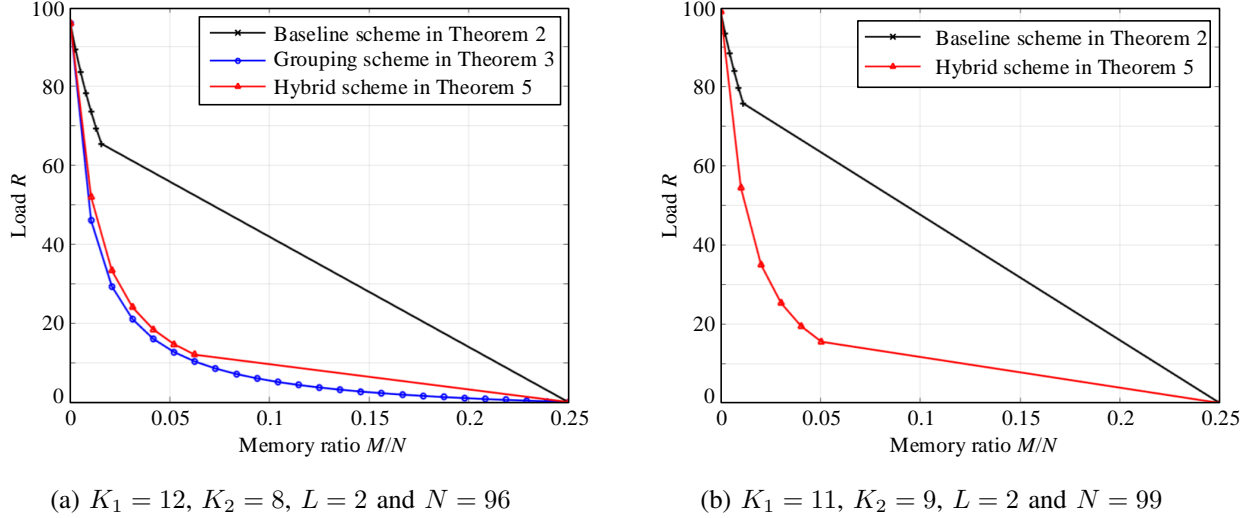 100
80
60
40
20
0
Load R
Baseline scheme in Theorem 2
Grouping scheme in Theorem 3
Hybrid scheme in Theorem 5
0 0.05 0.1 0.15 0.2 0.25
Memory ratio M/N
(a) K₁ = 12, K₂ = 8, L = 2 and N = 96
100
80
60
40
20
0
Load R
Baseline scheme in Theorem 2
Hybrid scheme in Theorem 5
0 0.05 0.1 0.15 0.2 0.25
Memory ratio M/N
(b) K₁ = 11, K₂ = 9, L = 2 and N = 99